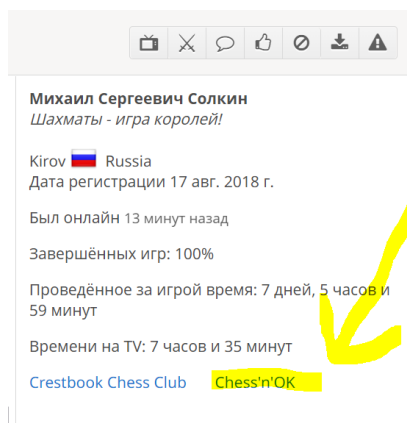 Михаил Сергеевич Солкин
Шахматы - игра королей!
Kirov Russia
Дата регистрации 17 авг. 2018 г.
Был онлайн 13 минут назад
Завершённых игр: 100%
Проведённое за игрой время: 7 дней, 5 часов и
59 минут
Времени на TV: 7 часов и 35 минут
Crestbook Chess Club Chess'n'OK